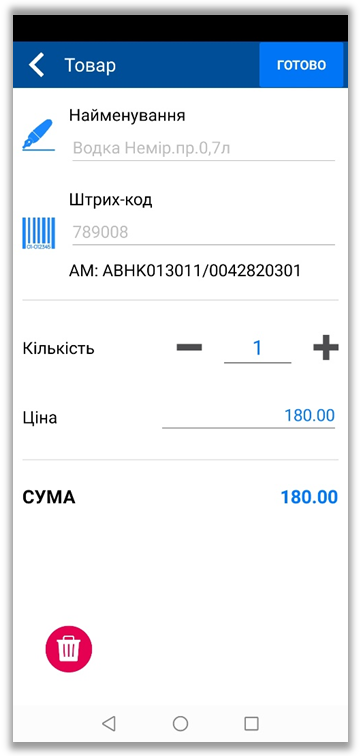 Товар
ГОТОВО
Найменування
Водка Немір.пр.0,7л
Штрих-код
789008
АМ: ABHK013011/0042820301
Кількість
1
Ціна
180.00
СУМА
180.00